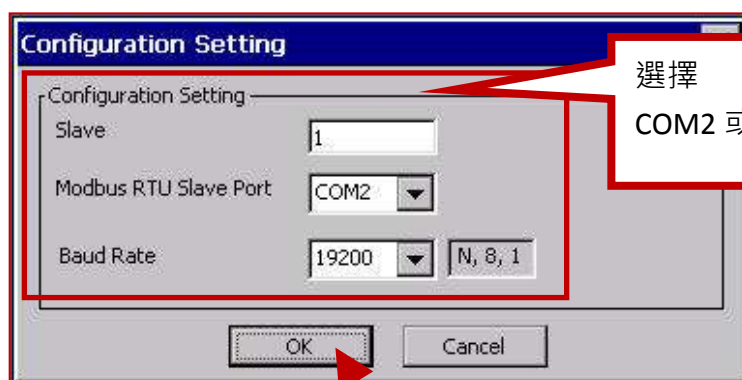 Configuration Setting
選擇
COM2 或
Configuration Setting
Slave 1
Modbus RTU Slave Port COM2
Baud Rate 19200 N, 8, 1
OK Cancel